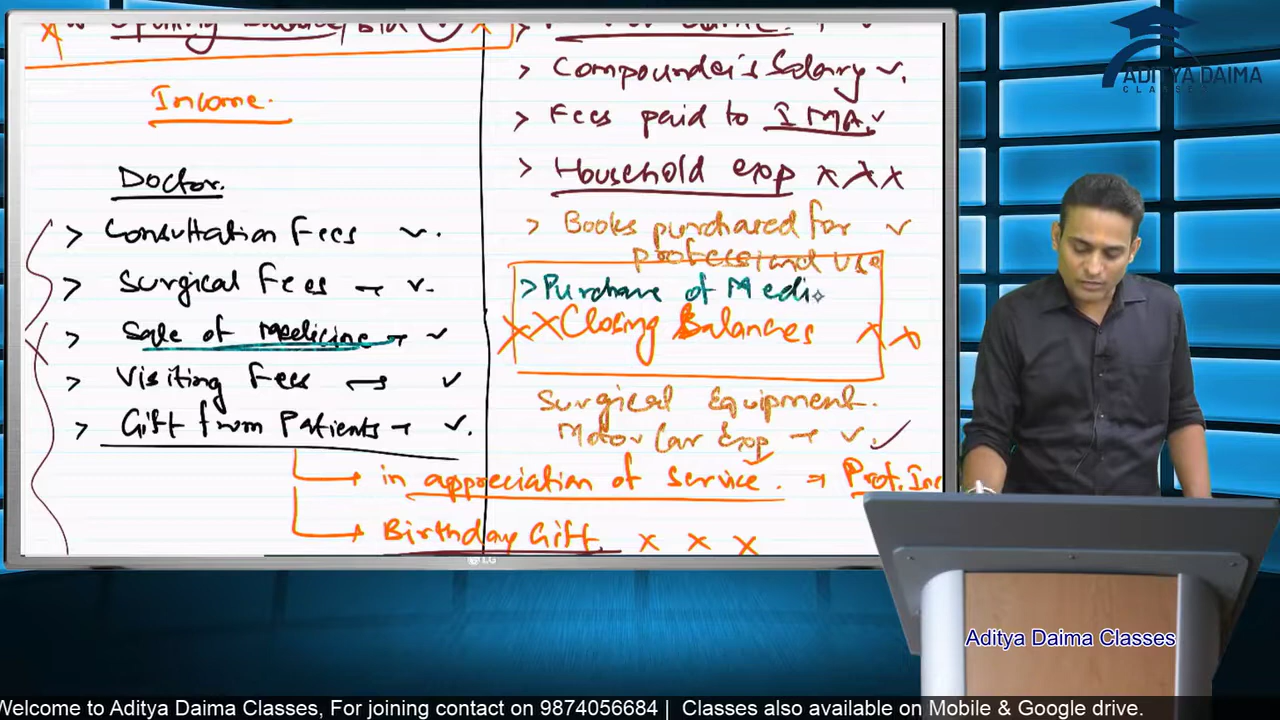 Income.
Doctor.
> Consultation Fees ✓.
> Surgical Fees → ✓.
> Sale of Medicine → ✓
> Visiting Fees ✓
> Gift from Patients → ✓.
→ in appreciation of service. ⇒ Prof. Inc
→ Birthday Gift. x x x
> Compounder's Salary ✓.
> Fees paid to IMA. ✓
> Household exp x x x
> Books purchased for ✓
professional use
> Purchase of Medi
x x Closing Balances x x
Surgical Equipment.
Motor Car Exp → ✓. ✓
LG
ADITYA DAIMA
CLASSES
Aditya Daima Classes
Welcome to Aditya Daima Classes, For joining contact on 9874056684 | Classes also available on Mobile & Google drive.